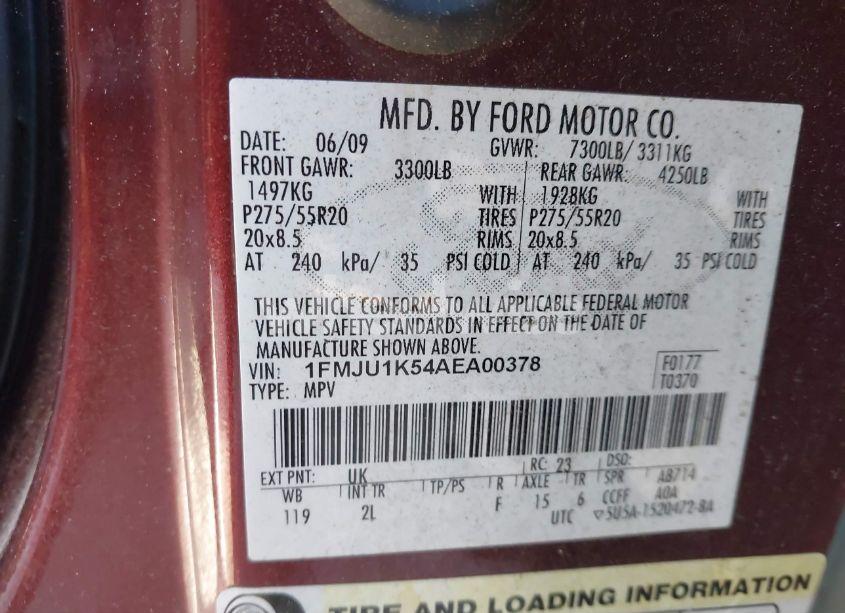 MFD. BY FORD MOTOR CO.
DATE: 06/09 GVWR: 7300LB/ 3311KG
FRONT GAWR: 3300LB REAR GAWR: 4250LB
1497KG WITH 1928KG WITH
P275/55R20 TIRES P275/55R20 TIRES
20x8.5 RIMS 20x8.5 RIMS
AT 240 kPa/ 35 PSI COLD AT 240 kPa/ 35 PSI COLD
THIS VEHICLE CONFORMS TO ALL APPLICABLE FEDERAL MOTOR
VEHICLE SAFETY STANDARDS IN EFFECT ON THE DATE OF
MANUFACTURE SHOWN ABOVE.
VIN: 1FMJU1K54AEA00378 F0177
TYPE: MPV T0370
EXT PNT: UK RC: 23 DSO:
WB INT TR TP/PS R AXLE TR SPR AB714
119 2L F 15 6 CCFF A0A
UTC ▽5U5A-1520472-BA
TIRE AND LOADING INFORMATION